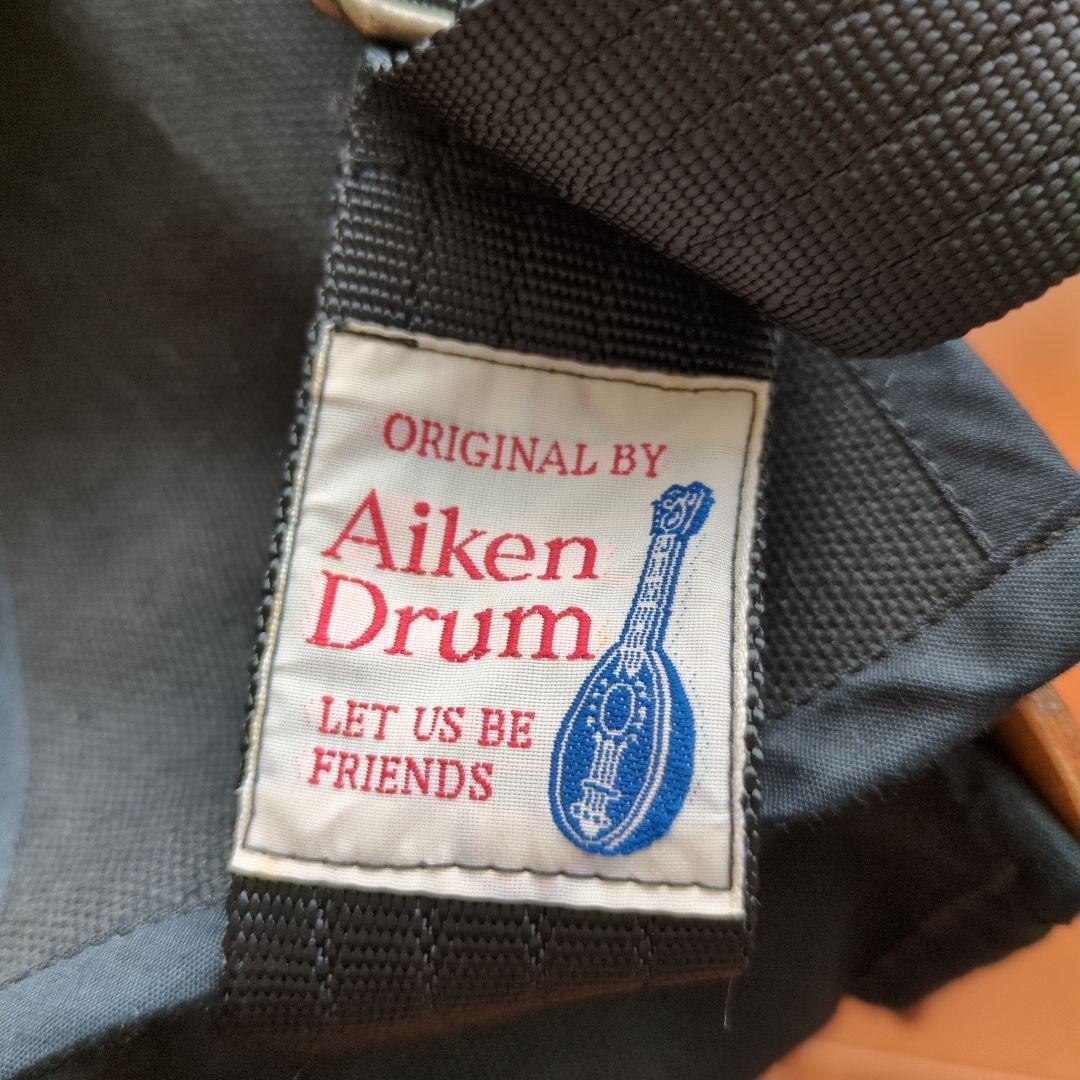 ORIGINAL BY
Aiken
Drum
LET US BE
FRIENDS